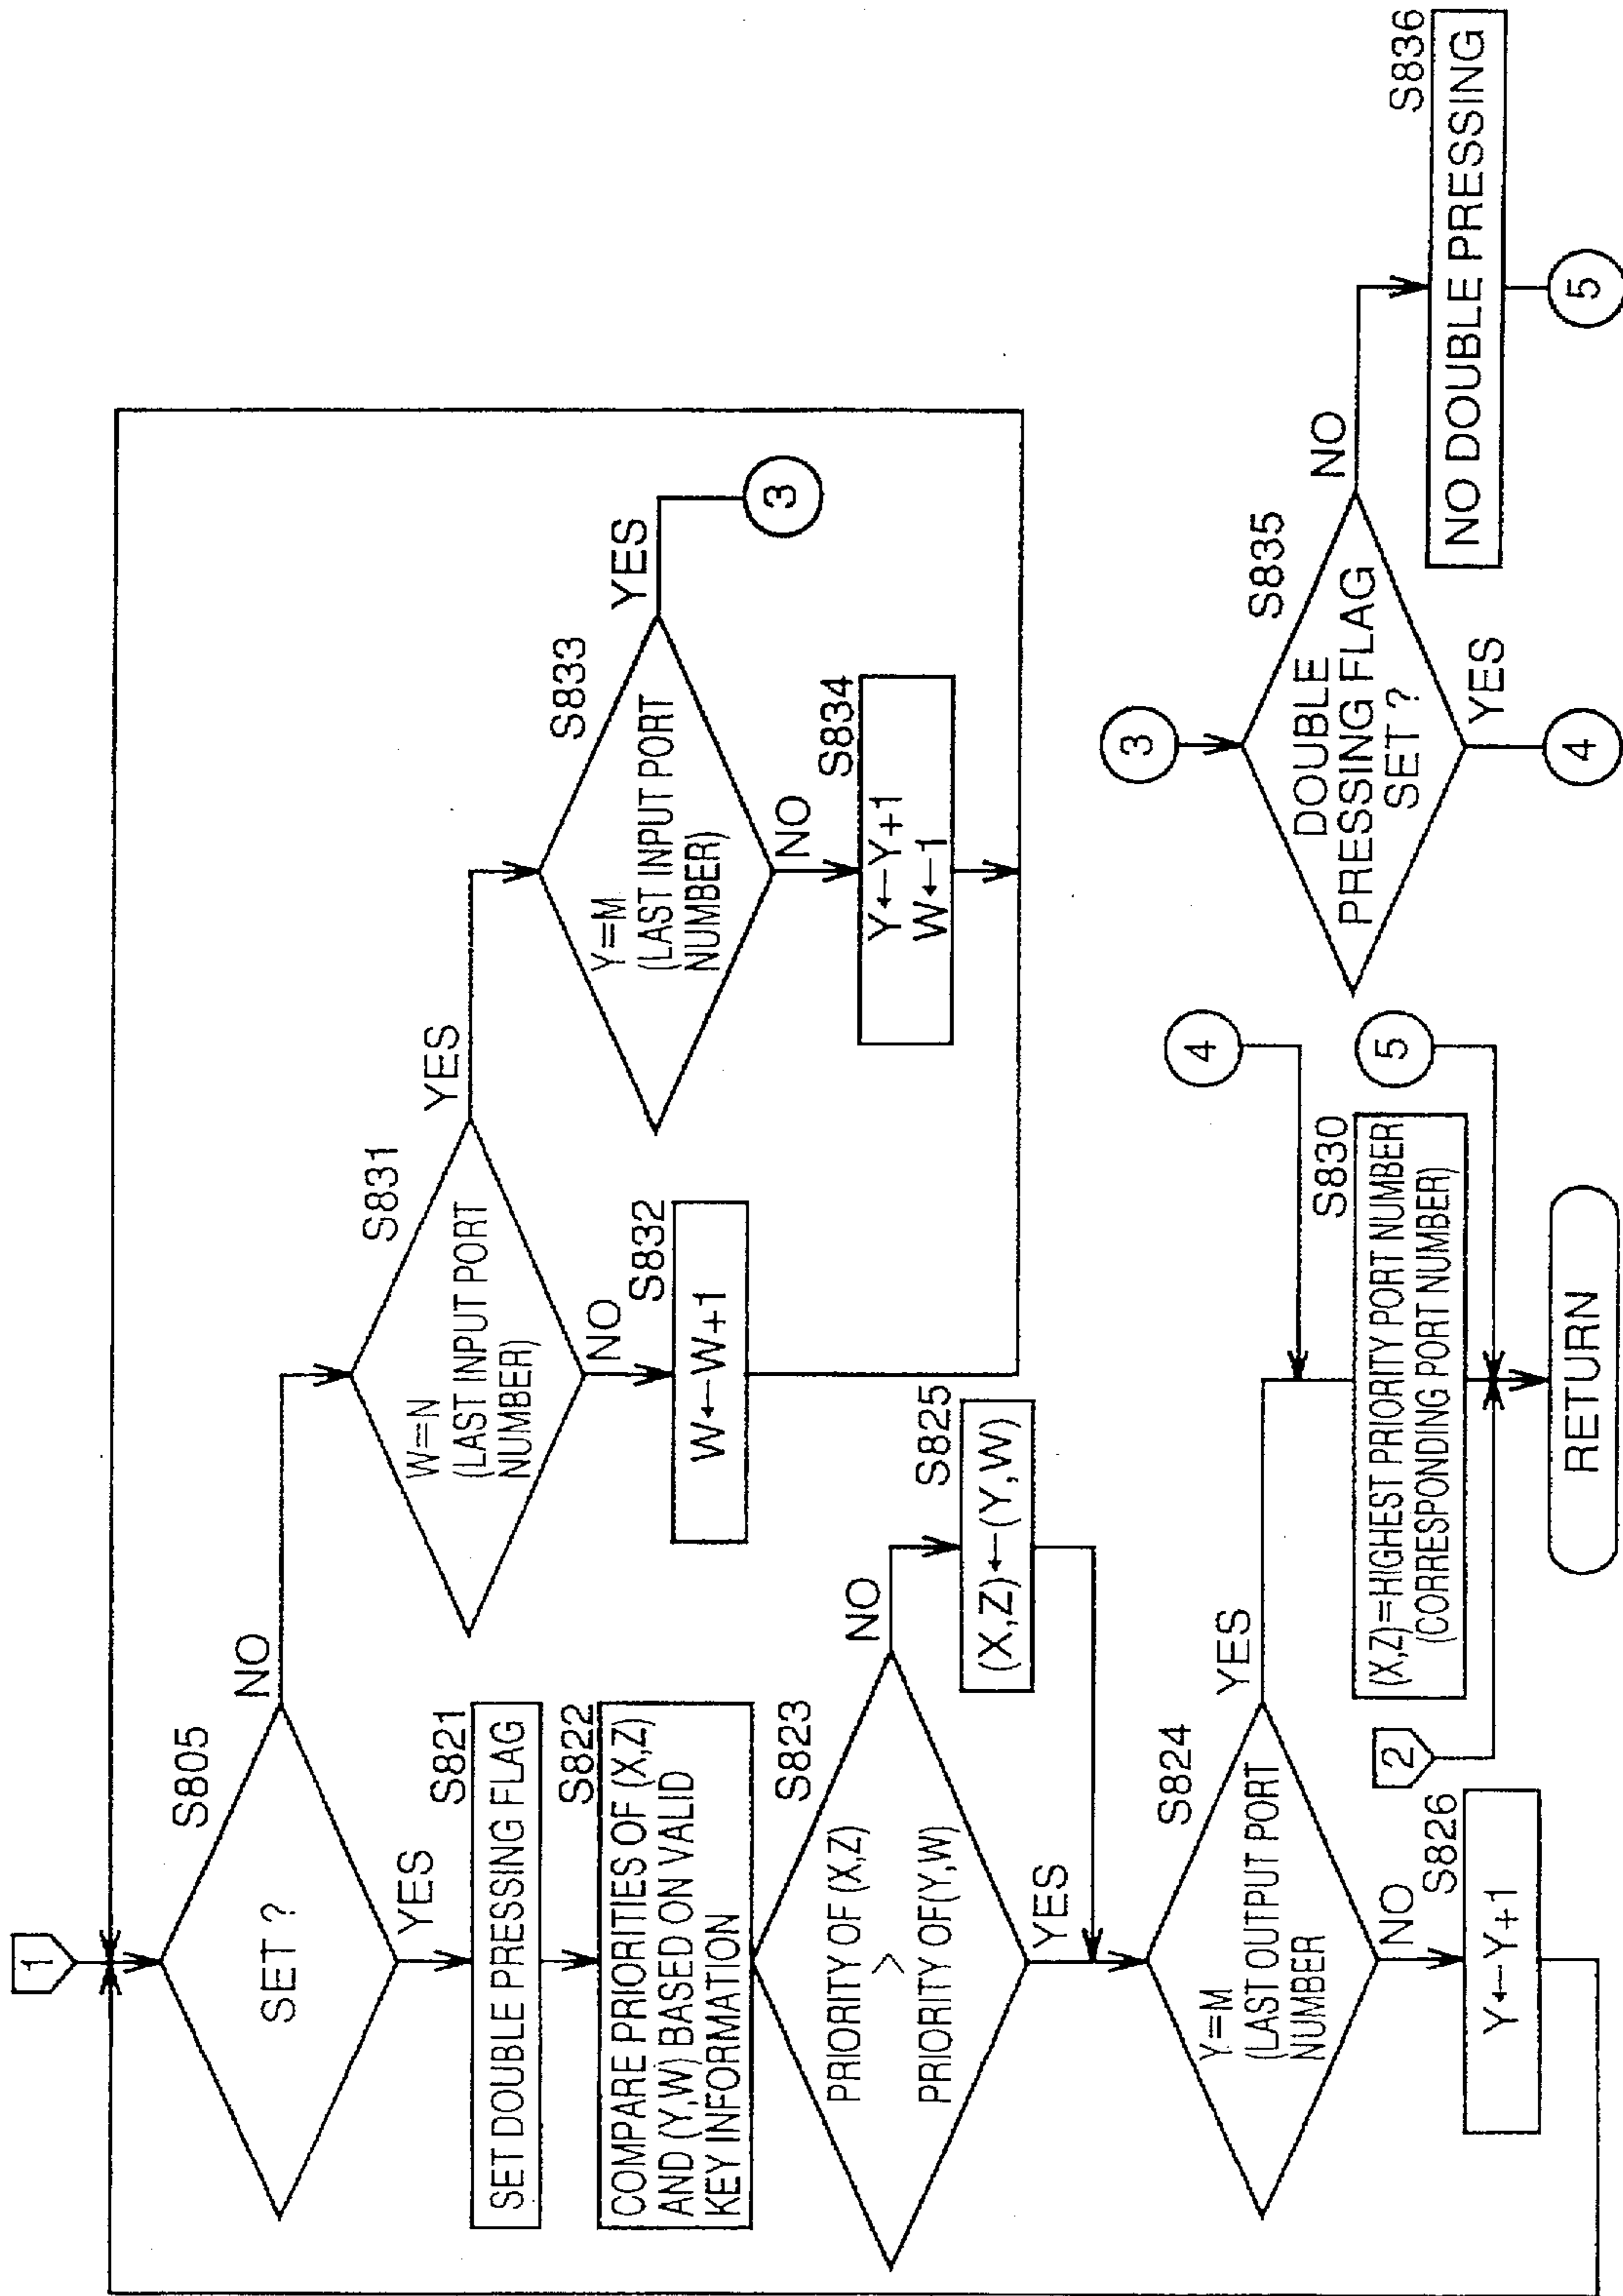 1
S805
SET ?
NO
YES
S821
SET DOUBLE PRESSING FLAG
S822
COMPARE PRIORITIES OF (X,Z)
AND (Y,W) BASED ON VALID
KEY INFORMATION
S823
PRIORITY OF (X,Z)
>
PRIORITY OF(Y,W)
NO
YES
S825
(X,Z)←(Y,W)
S824
Y=M
(LAST OUTPUT PORT
NUMBER
YES
NO
S826
Y←Y+1
S831
W=N
(LAST INPUT PORT
NUMBER)
YES
NO
S832
W←W+1
S833
Y=M
(LAST INPUT PORT
NUMBER)
YES
3
NO
S834
Y←Y+1
W←1
4
S830
(X,Z)=HIGHEST PRIORITY PORT NUMBER
(CORRESPONDING PORT NUMBER)
5
2
RETURN
3
S835
DOUBLE
PRESSING FLAG
SET ?
NO
YES
4
S836
NO DOUBLE PRESSING
5